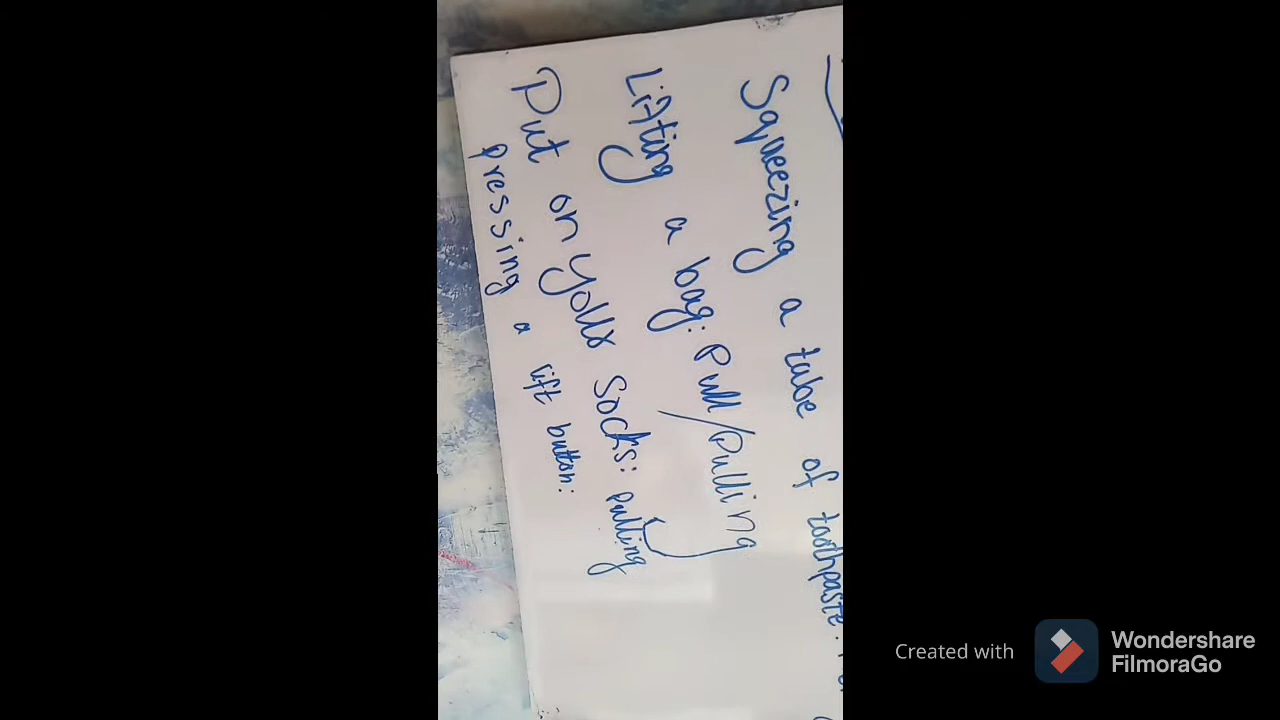 Squeezing a tube of toothpaste:
Lifting a bag: Pull/Pulling
Put on your socks: Pulling
Pressing a lift button:
Created with
Wondershare
FilmoraGo